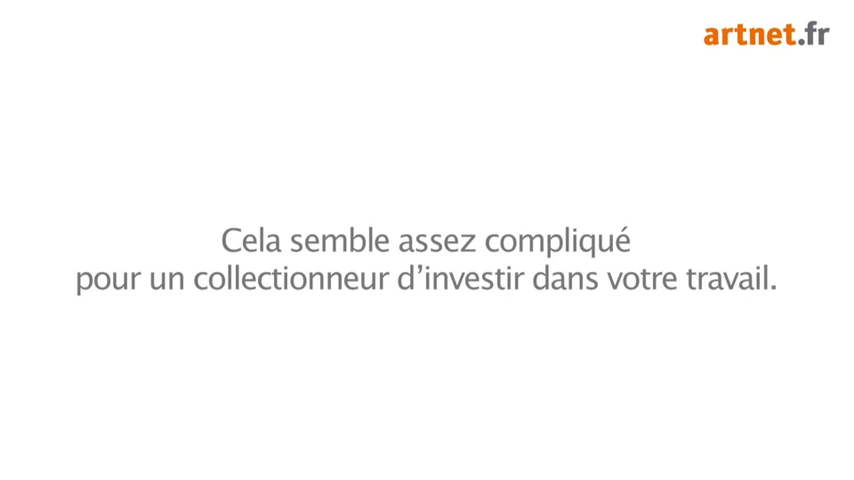 artnet.fr
Cela semble assez compliqué
pour un collectionneur d’investir dans votre travail.